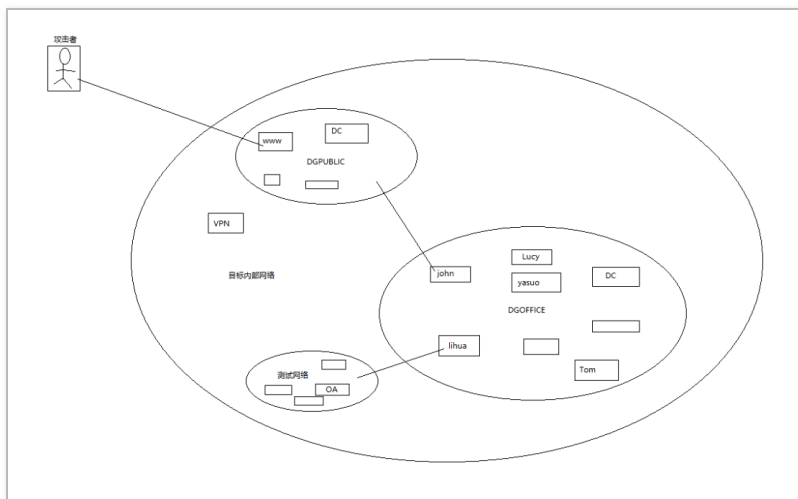 攻击者
www
DC
DGPUBLIC
VPN
目标内部网络
john
Lucy
yasuo
DC
DGOFFICE
lihua
Tom
测试网络
OA